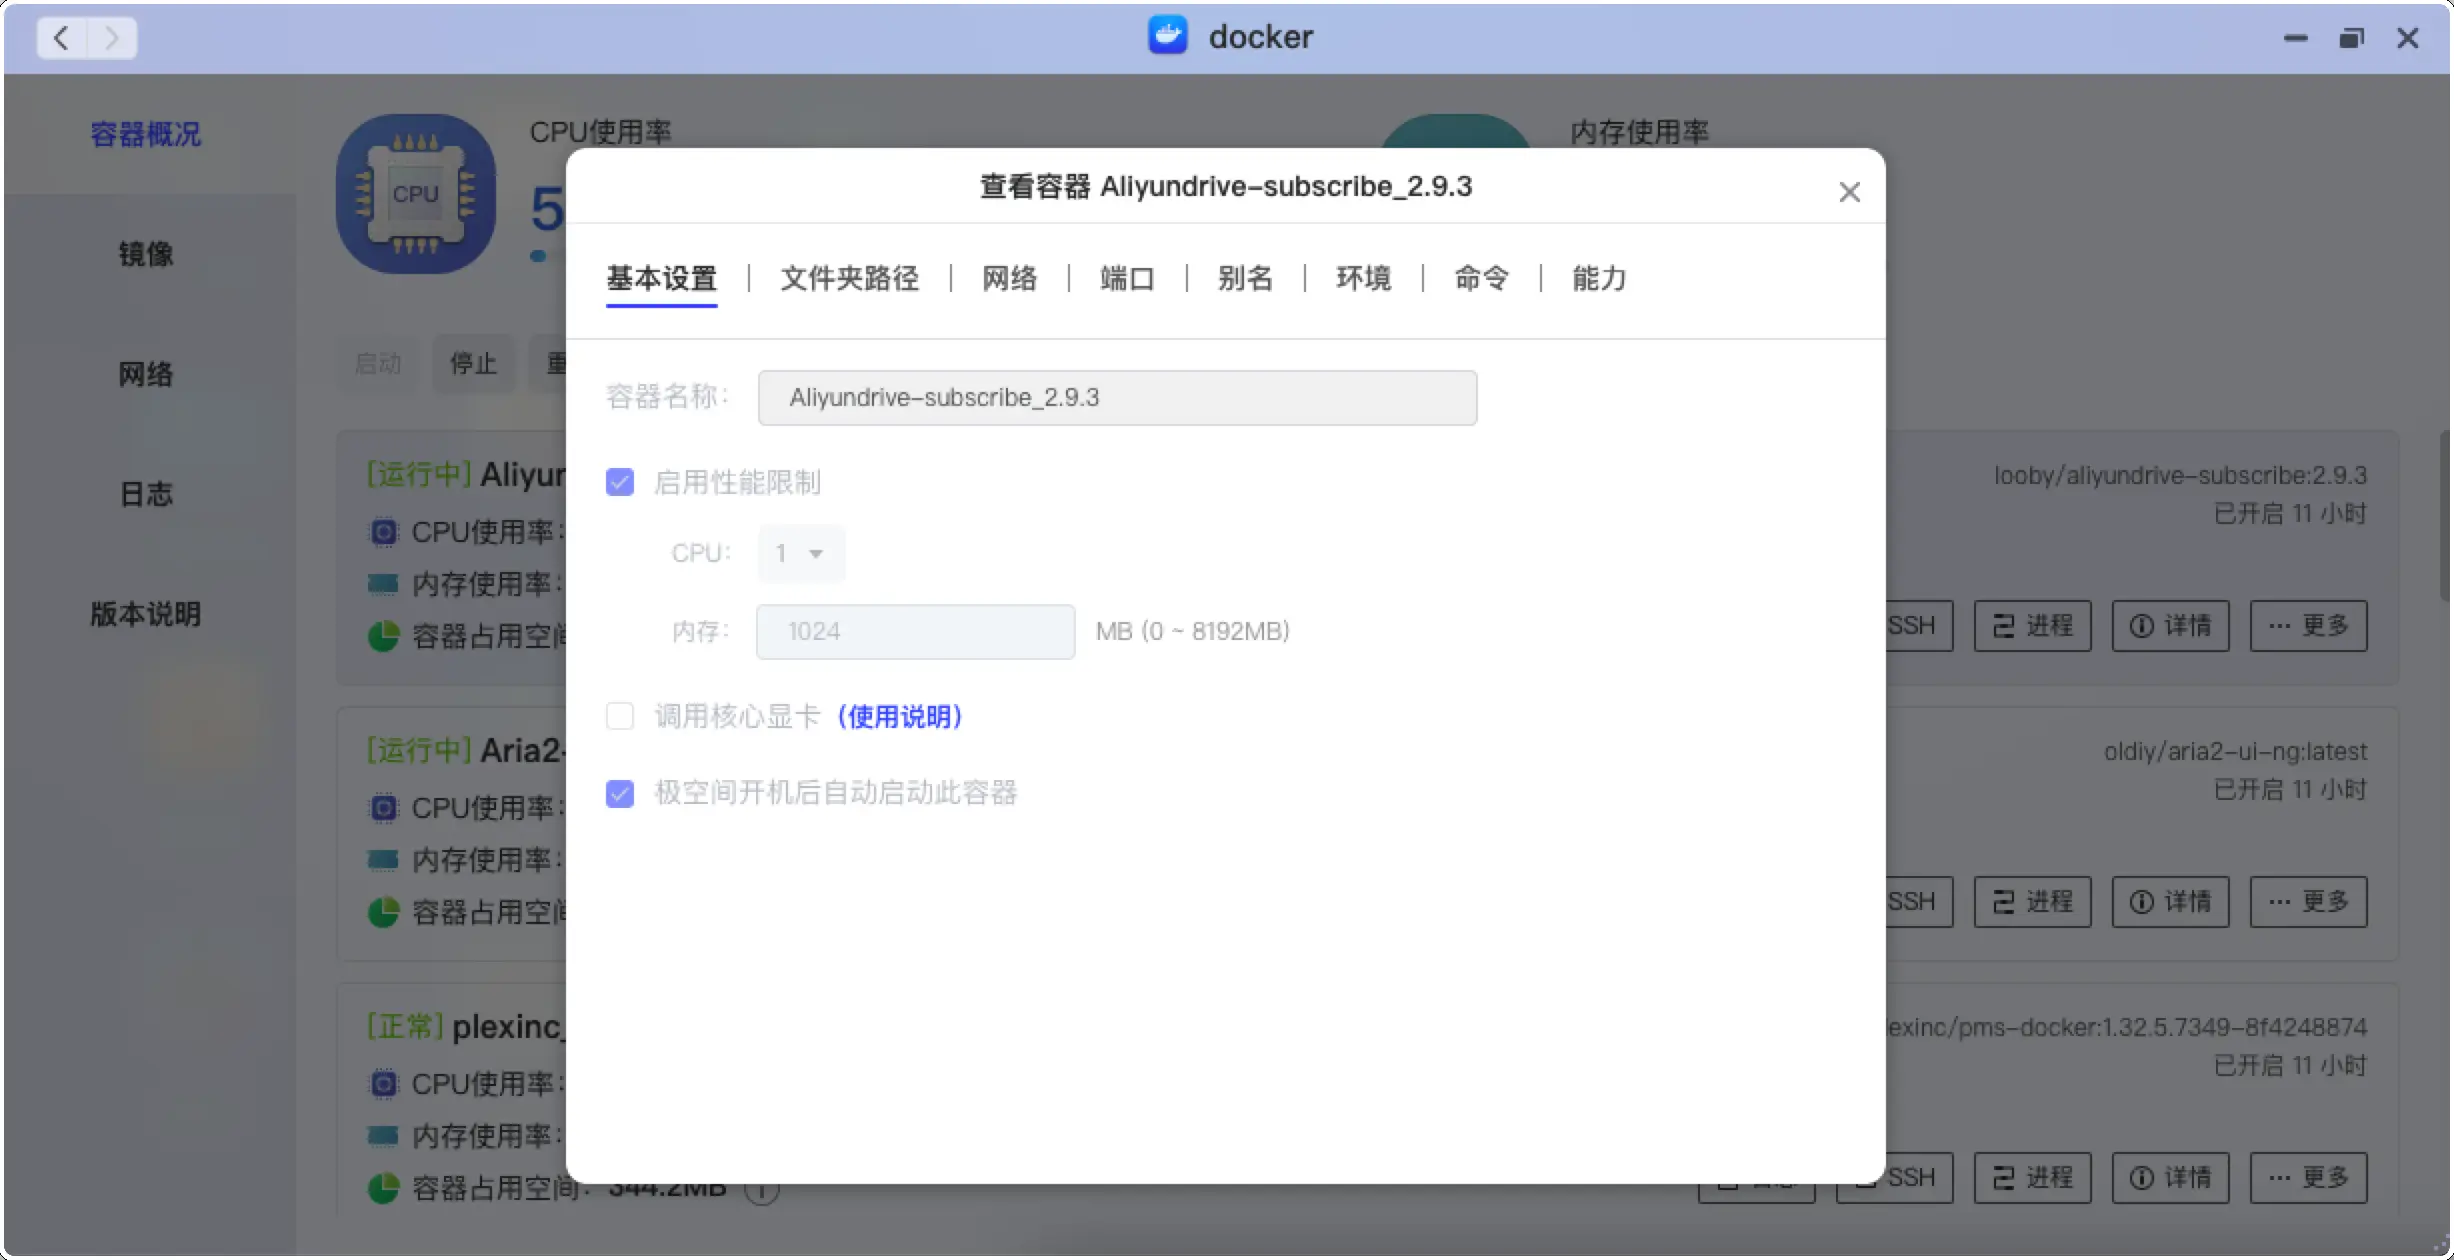 docker
容器概况
镜像
网络
日志
版本说明
CPU
CPU使用率
5
内存使用率
启动
停止
重
[运行中] Aliyun
CPU使用率:
内存使用率:
容器占用空间
looby/aliyundrive-subscribe:2.9.3
已开启 11 小时
SSH
进程
详情
··· 更多
[运行中] Aria2-
CPU使用率:
内存使用率:
容器占用空间
oldiy/aria2-ui-ng:latest
已开启 11 小时
SSH
进程
详情
··· 更多
[正常] plexinc_
CPU使用率:
内存使用率:
容器占用空间: 344.2MB
lexinc/pms-docker:1.32.5.7349-8f4248874
已开启 11 小时
SSH
进程
详情
··· 更多
查看容器 Aliyundrive-subscribe_2.9.3
基本设置 | 文件夹路径 | 网络 | 端口 | 别名 | 环境 | 命令 | 能力
容器名称: Aliyundrive-subscribe_2.9.3
启用性能限制
CPU: 1
内存: 1024 MB (0 ~ 8192MB)
调用核心显卡 (使用说明)
极空间开机后自动启动此容器